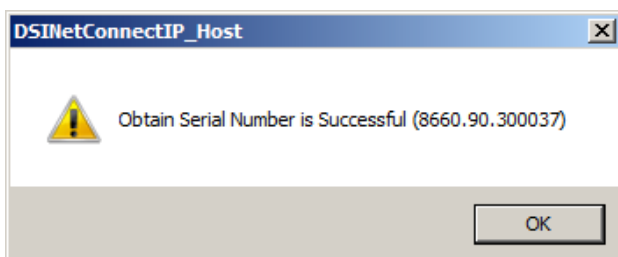 DSINetConnectIP_Host
Obtain Serial Number is Successful (8660.90.300037)
OK